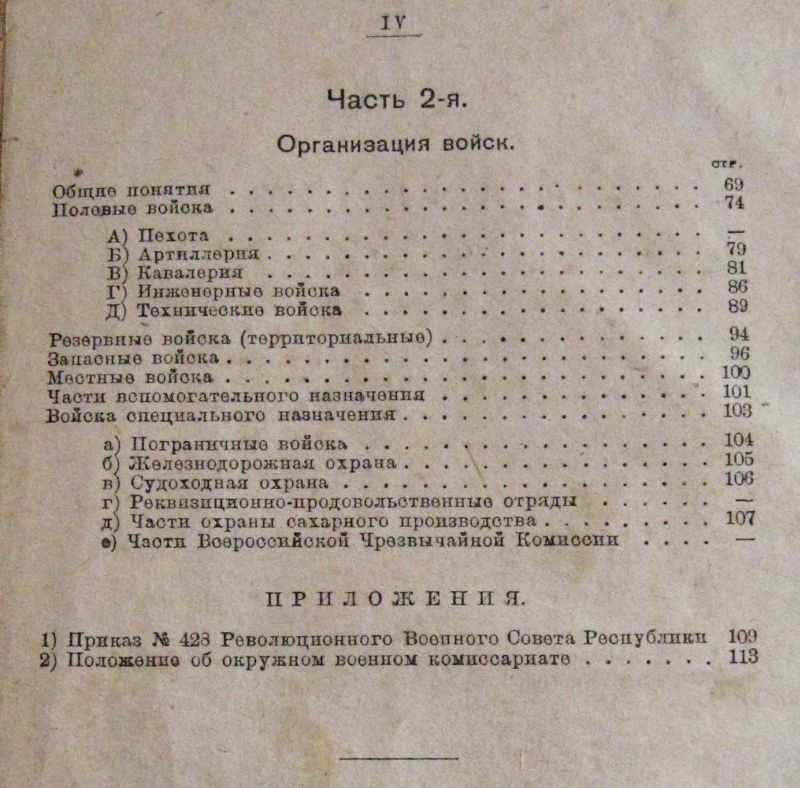 IV
Часть 2-я.
Организация войск.
стр.
Общие понятия . . . . . . . . . . . . . . . . . . . . . . . 69
Полевые войска . . . . . . . . . . . . . . . . . . . . . . . 74
А) Пехота . . . . . . . . . . . . . . . . . . . . . . . —
Б) Артиллерия . . . . . . . . . . . . . . . . . . . . . 79
В) Кавалерия . . . . . . . . . . . . . . . . . . . . . 81
Г) Инженерные войска . . . . . . . . . . . . . . . . . 86
Д) Технические войска . . . . . . . . . . . . . . . . . 89
Резервные войска (территориальные) . . . . . . . . . . . . . 94
Запасные войска . . . . . . . . . . . . . . . . . . . . . . . 96
Местные войска . . . . . . . . . . . . . . . . . . . . . . . 100
Части вспомогательного назначения . . . . . . . . . . . . . 101
Войска специального назначения . . . . . . . . . . . . . . . 103
а) Пограничные войска . . . . . . . . . . . . . . . . . 104
б) Железнодорожная охрана . . . . . . . . . . . . . . . 105
в) Судоходная охрана . . . . . . . . . . . . . . . . . . 106
г) Реквизиционно-продовольственные отряды . . . . . . —
д) Части охраны сахарного производства . . . . . . . . . 107
е) Части Всероссийской Чрезвычайной Комиссии . . . . —
ПРИЛОЖЕНИЯ.
1) Приказ № 423 Революционного Военного Совета Республики 109
2) Положение об окружном военном комиссариате . . . . . . . 113